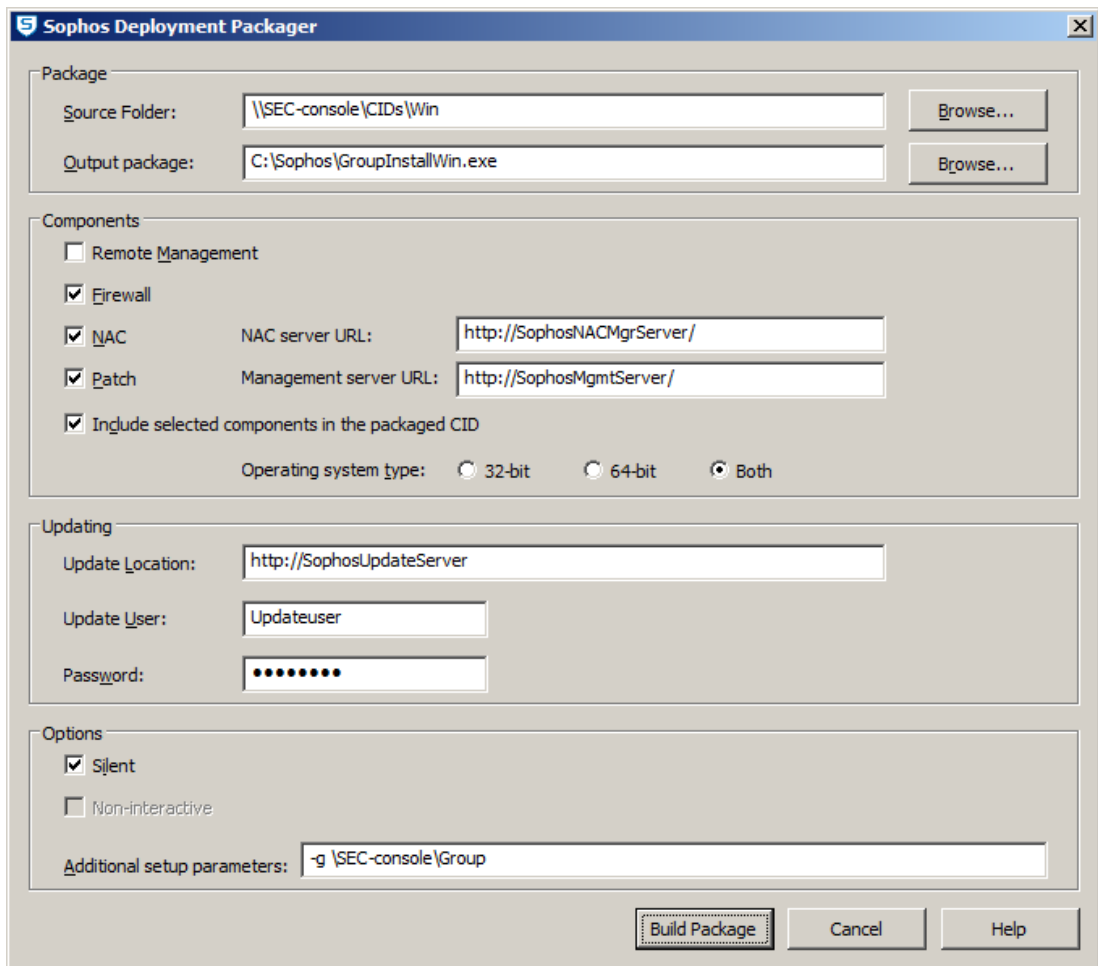 Sophos Deployment Packager
Package
Source Folder: \\SEC-console\CIDs\Win Browse...
Output package: C:\Sophos\GroupInstallWin.exe Browse...
Components
Remote Management
Firewall
NAC NAC server URL: http://SophosNACMgrServer/
Patch Management server URL: http://SophosMgmtServer/
Include selected components in the packaged CID
Operating system type: 32-bit 64-bit Both
Updating
Update Location: http://SophosUpdateServer
Update User: Updateuser
Password: ●●●●●●●●
Options
Silent
Non-interactive
Additional setup parameters: -g \SEC-console\Group
Build Package Cancel Help